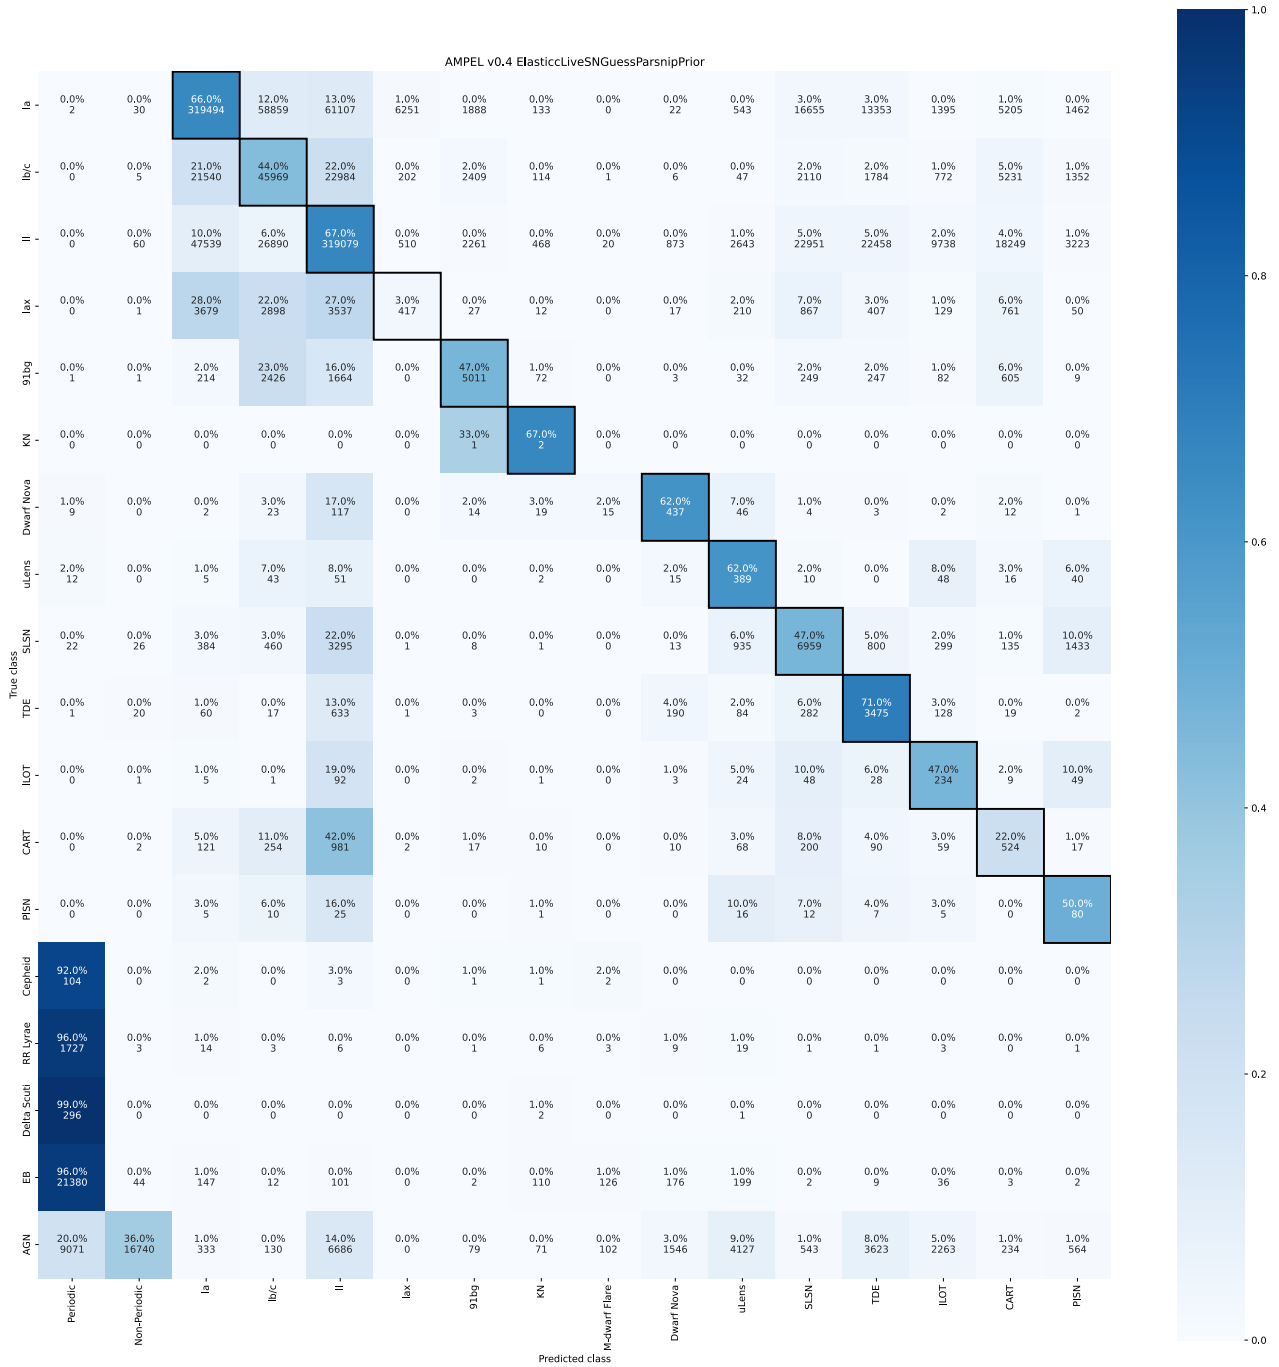 AMPEL v0.4 ElasticcLiveSNGuessParsnipPrior
Ia
0.0% 0.0% 66.0% 12.0% 13.0% 1.0% 0.0% 0.0% 0.0% 0.0% 0.0% 3.0% 3.0% 0.0% 1.0% 0.0%
2 30 319494 58859 61107 6251 1888 133 0 22 543 16655 13353 1395 5205 1462
Ib/c
0.0% 0.0% 21.0% 44.0% 22.0% 0.0% 2.0% 0.0% 0.0% 0.0% 0.0% 2.0% 2.0% 1.0% 5.0% 1.0%
0 5 21540 45969 22984 202 2409 114 1 6 47 2110 1784 772 5231 1352
II
0.0% 0.0% 10.0% 6.0% 67.0% 0.0% 0.0% 0.0% 0.0% 0.0% 1.0% 5.0% 5.0% 2.0% 4.0% 1.0%
0 60 47539 26890 319079 510 2261 468 20 873 2643 22951 22458 9738 18249 3223
Iax
0.0% 0.0% 28.0% 22.0% 27.0% 3.0% 0.0% 0.0% 0.0% 0.0% 2.0% 7.0% 3.0% 1.0% 6.0% 0.0%
0 1 3679 2898 3537 417 27 12 0 17 210 867 407 129 761 50
91bg
0.0% 0.0% 2.0% 23.0% 16.0% 0.0% 47.0% 1.0% 0.0% 0.0% 0.0% 2.0% 2.0% 1.0% 6.0% 0.0%
1 1 214 2426 1664 0 5011 72 0 3 32 249 247 82 605 9
KN
0.0% 0.0% 0.0% 0.0% 0.0% 0.0% 33.0% 67.0% 0.0% 0.0% 0.0% 0.0% 0.0% 0.0% 0.0% 0.0%
0 0 0 0 0 0 1 2 0 0 0 0 0 0 0 0
Dwarf Nova
1.0% 0.0% 0.0% 3.0% 17.0% 0.0% 2.0% 3.0% 2.0% 62.0% 7.0% 1.0% 0.0% 0.0% 2.0% 0.0%
9 0 2 23 117 0 14 19 15 437 46 4 3 2 12 1
uLens
2.0% 0.0% 1.0% 7.0% 8.0% 0.0% 0.0% 0.0% 0.0% 2.0% 62.0% 2.0% 0.0% 8.0% 3.0% 6.0%
12 0 5 43 51 0 0 2 0 15 389 10 0 48 16 40
SLSN
0.0% 0.0% 3.0% 3.0% 22.0% 0.0% 0.0% 0.0% 0.0% 0.0% 6.0% 47.0% 5.0% 2.0% 1.0% 10.0%
22 26 384 460 3295 1 8 1 0 13 935 6959 800 299 135 1433
True class
TDE
0.0% 0.0% 1.0% 0.0% 13.0% 0.0% 0.0% 0.0% 0.0% 4.0% 2.0% 6.0% 71.0% 3.0% 0.0% 0.0%
1 20 60 17 633 1 3 0 0 190 84 282 3475 128 19 2
ILOT
0.0% 0.0% 1.0% 0.0% 19.0% 0.0% 0.0% 0.0% 0.0% 1.0% 5.0% 10.0% 6.0% 47.0% 2.0% 10.0%
0 1 5 1 92 0 2 1 0 3 24 48 28 234 9 49
CART
0.0% 0.0% 5.0% 11.0% 42.0% 0.0% 1.0% 0.0% 0.0% 0.0% 3.0% 8.0% 4.0% 3.0% 22.0% 1.0%
0 2 121 254 981 2 17 10 0 10 68 200 90 59 524 17
PISN
0.0% 0.0% 3.0% 6.0% 16.0% 0.0% 0.0% 1.0% 0.0% 0.0% 10.0% 7.0% 4.0% 3.0% 0.0% 50.0%
0 0 5 10 25 0 0 1 0 0 16 12 7 5 0 80
Cepheid
92.0% 0.0% 2.0% 0.0% 3.0% 0.0% 1.0% 1.0% 2.0% 0.0% 0.0% 0.0% 0.0% 0.0% 0.0% 0.0%
104 0 2 0 3 0 1 1 2 0 0 0 0 0 0 0
RR Lyrae
96.0% 0.0% 1.0% 0.0% 0.0% 0.0% 0.0% 0.0% 0.0% 1.0% 1.0% 0.0% 0.0% 0.0% 0.0% 0.0%
1727 3 14 3 6 0 1 6 3 9 19 1 1 3 0 1
Delta Scuti
99.0% 0.0% 0.0% 0.0% 0.0% 0.0% 0.0% 1.0% 0.0% 0.0% 0.0% 0.0% 0.0% 0.0% 0.0% 0.0%
296 0 0 0 0 0 0 2 0 0 1 0 0 0 0 0
EB
96.0% 0.0% 1.0% 0.0% 0.0% 0.0% 0.0% 0.0% 1.0% 1.0% 1.0% 0.0% 0.0% 0.0% 0.0% 0.0%
21380 44 147 12 101 0 2 110 126 176 199 2 9 36 3 2
AGN
20.0% 36.0% 1.0% 0.0% 14.0% 0.0% 0.0% 0.0% 0.0% 3.0% 9.0% 1.0% 8.0% 5.0% 1.0% 1.0%
9071 16740 333 130 6686 0 79 71 102 1546 4127 543 3623 2263 234 564
Periodic
Non-Periodic
Ia
Ib/c
II
Iax
91bg
KN
M-dwarf Flare
Dwarf Nova
uLens
SLSN
TDE
ILOT
CART
PISN
Predicted class
1.0
0.8
0.6
0.4
0.2
0.0